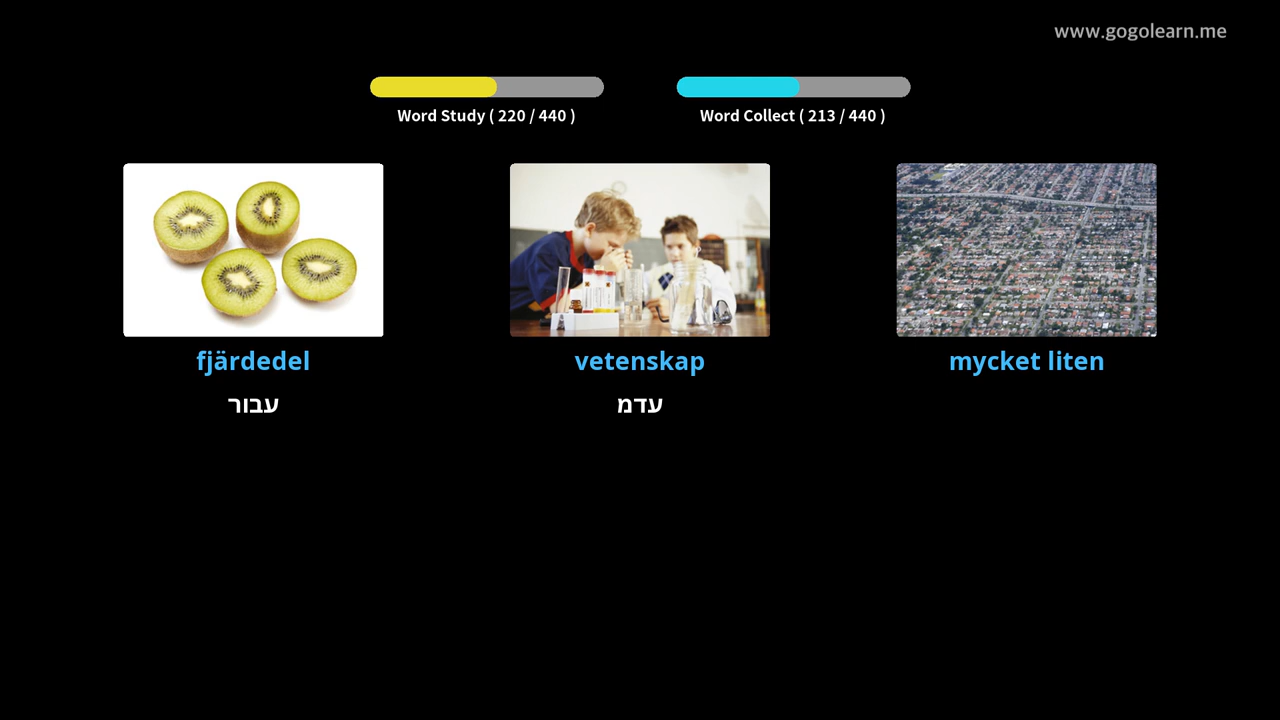 www.gogolearn.me
Word Study ( 220 / 440 )
Word Collect ( 213 / 440 )
fjärdedel
עבור
vetenskap
עדמ
mycket liten